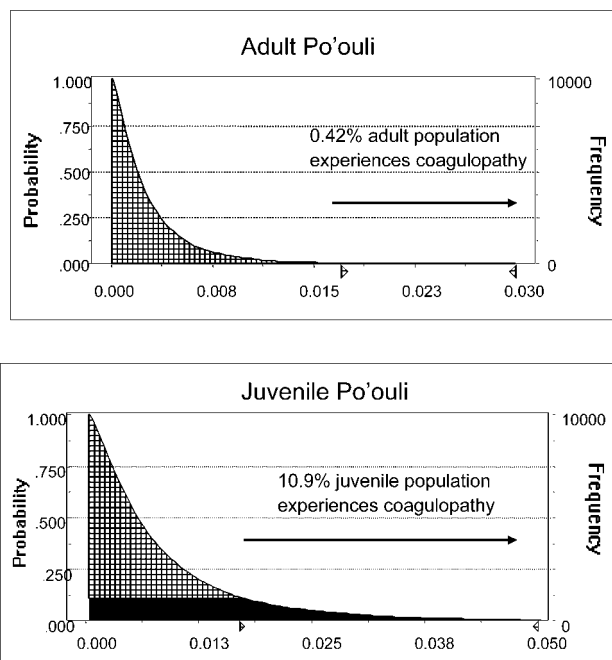 Adult Po'ouli
1.000
.750
.500
.250
.000
Probability
0.42% adult population
experiences coagulopathy
10000
0
Frequency
0.000 0.008 0.015 0.023 0.030
Juvenile Po'ouli
1.000
.750
.500
.250
.000
Probability
10.9% juvenile population
experiences coagulopathy
10000
0
Frequency
0.000 0.013 0.025 0.038 0.050